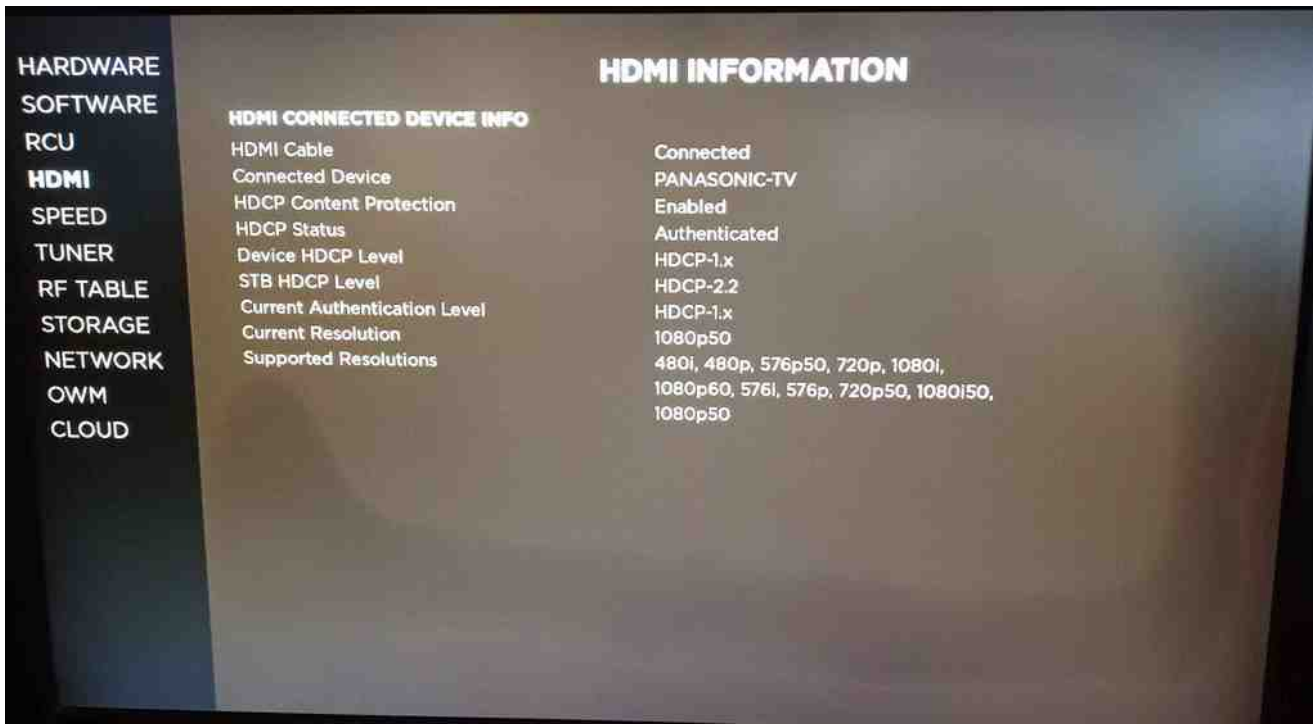 HARDWARE
SOFTWARE
RCU
HDMI
SPEED
TUNER
RF TABLE
STORAGE
NETWORK
OWM
CLOUD
HDMI INFORMATION
HDMI CONNECTED DEVICE INFO
HDMI Cable Connected
Connected Device PANASONIC-TV
HDCP Content Protection Enabled
HDCP Status Authenticated
Device HDCP Level HDCP-1.x
STB HDCP Level HDCP-2.2
Current Authentication Level HDCP-1.x
Current Resolution 1080p50
Supported Resolutions 480i, 480p, 576p50, 720p, 1080i,
1080p60, 576i, 576p, 720p50, 1080i50,
1080p50